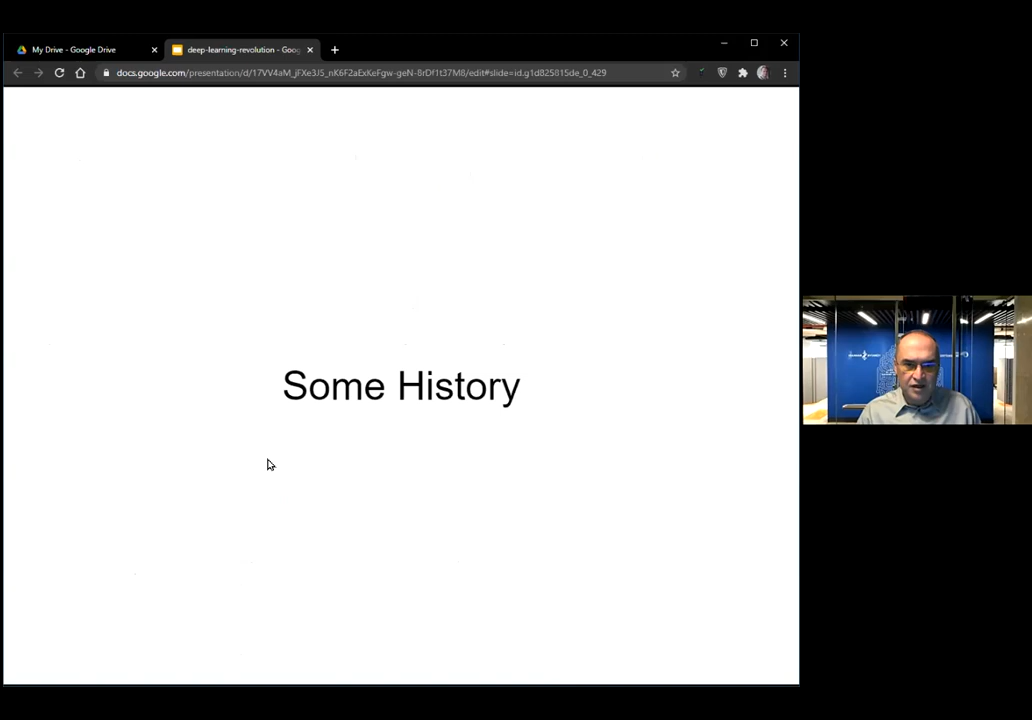 My Drive - Google Drive
deep-learning-revolution - Goo
docs.google.com/presentation/d/17VV4aM_jFXe3J5_nK6F2aExKeFgw-geN-8rDf1t37M8/edit#slide=id.g1d825815de_0_429
Some History